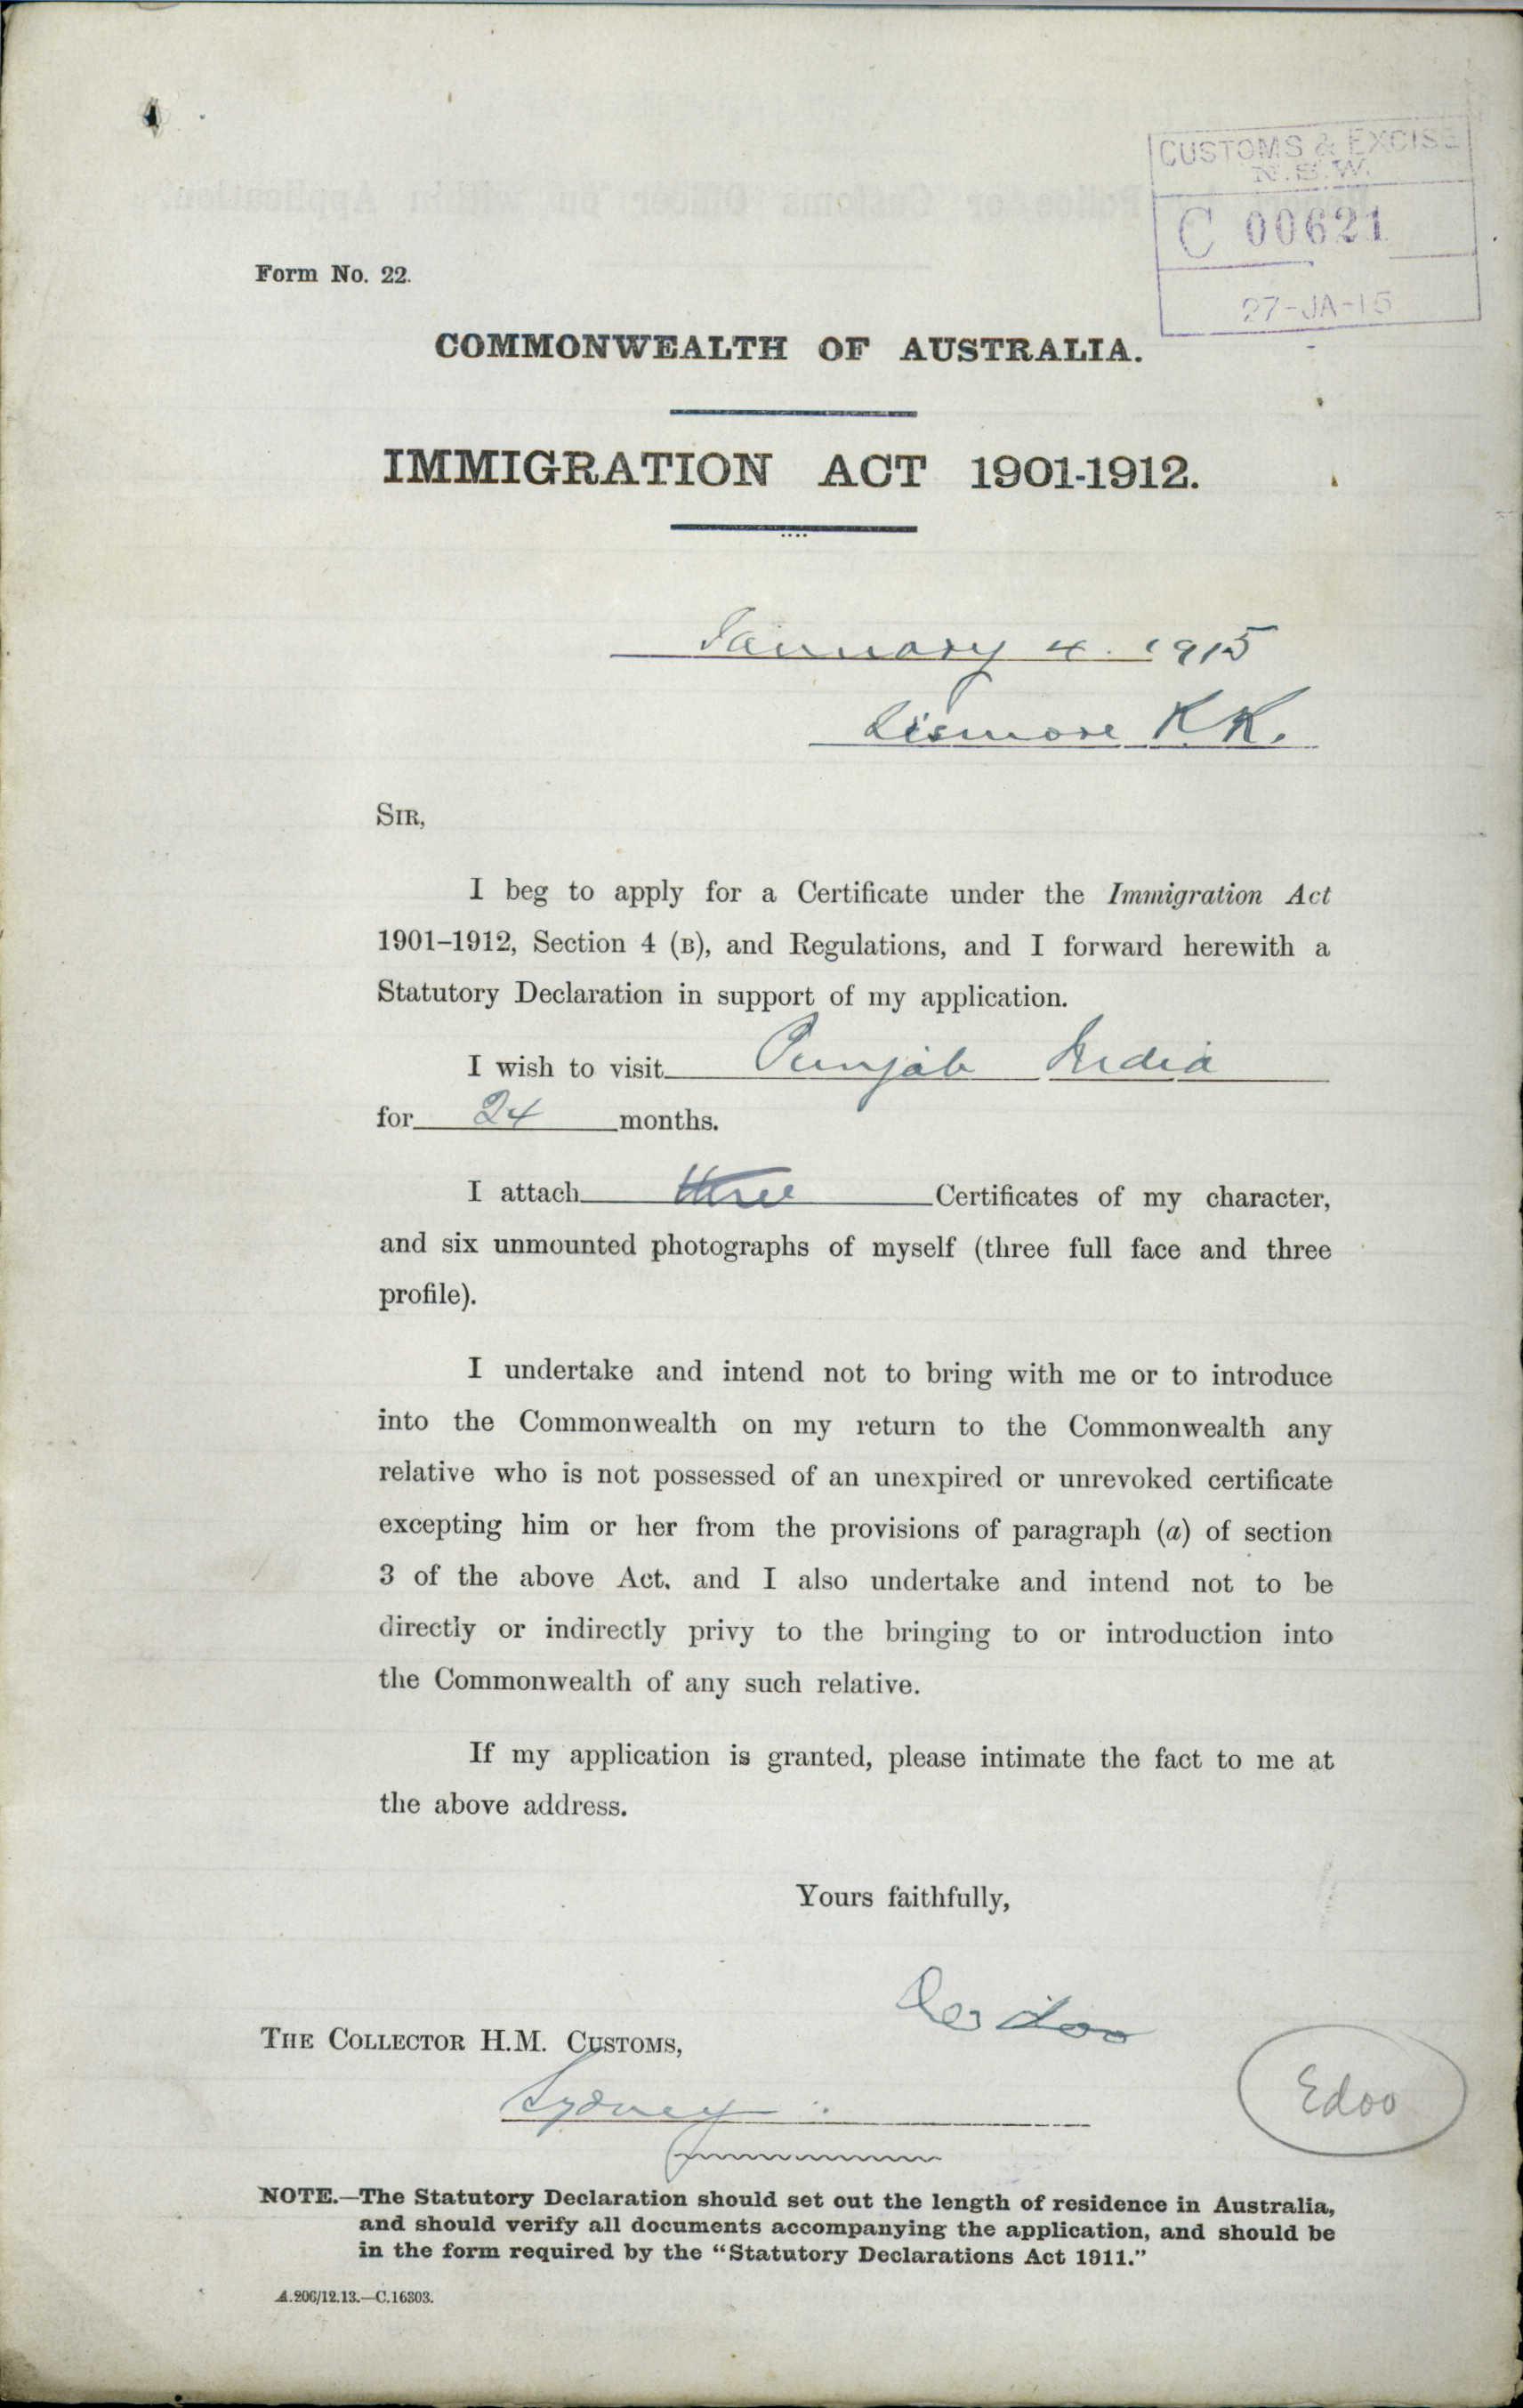 CUSTOMS & EXCISE
N.S.W.
C 00621
27-JA-15
Form No. 22.
COMMONWEALTH OF AUSTRALIA.
IMMIGRATION ACT 1901-1912.
January 4. 1915
Lismore R.R.
SIR,
I beg to apply for a Certificate under the Immigration Act
1901–1912, Section 4 (B), and Regulations, and I forward herewith a
Statutory Declaration in support of my application.
I wish to visit Punjab India
for 24 months.
I attach three Certificates of my character,
and six unmounted photographs of myself (three full face and three
profile).
I undertake and intend not to bring with me or to introduce
into the Commonwealth on my return to the Commonwealth any
relative who is not possessed of an unexpired or unrevoked certificate
excepting him or her from the provisions of paragraph (a) of section
3 of the above Act, and I also undertake and intend not to be
directly or indirectly privy to the bringing to or introduction into
the Commonwealth of any such relative.
If my application is granted, please intimate the fact to me at
the above address.
Yours faithfully,
THE COLLECTOR H.M. CUSTOMS,
Sydney
Edoo
NOTE.—The Statutory Declaration should set out the length of residence in Australia,
and should verify all documents accompanying the application, and should be
in the form required by the “Statutory Declarations Act 1911.”
A.206/12.13.—C.16303.